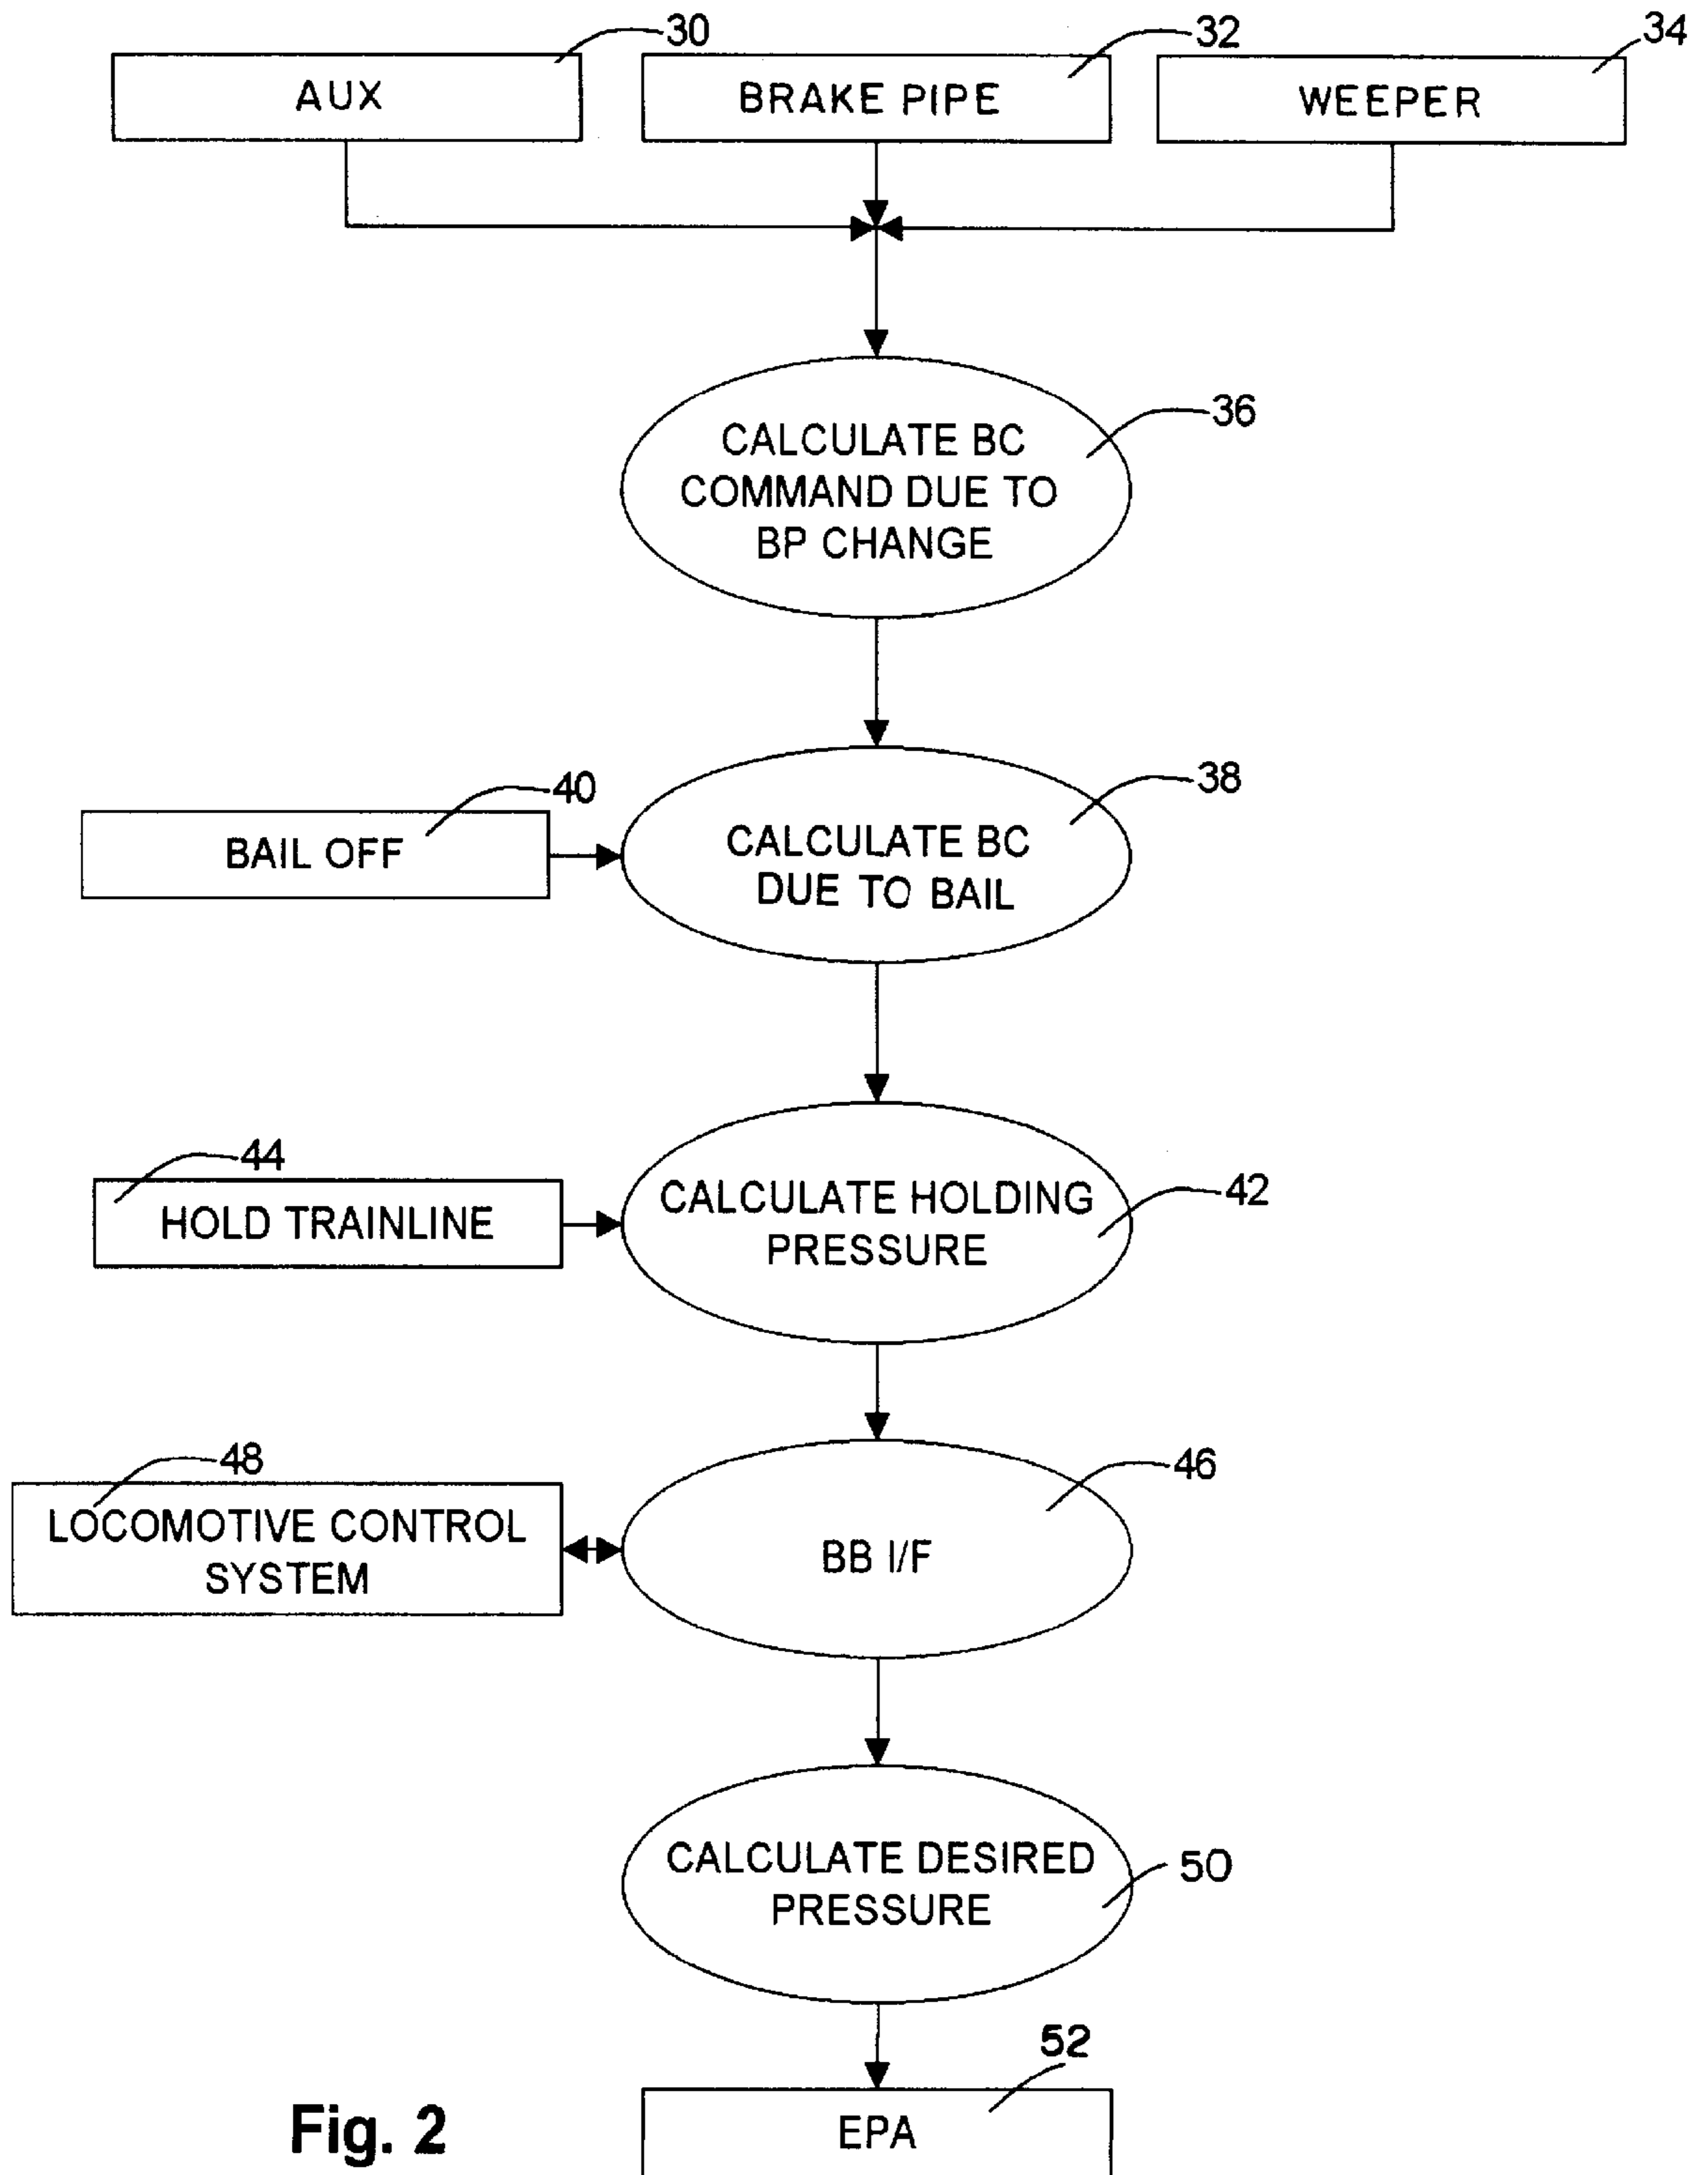 30
32
34
AUX
BRAKE PIPE
WEEPER
36
CALCULATE BC
COMMAND DUE TO
BP CHANGE
38
40
BAIL OFF
CALCULATE BC
DUE TO BAIL
44
HOLD TRAINLINE
CALCULATE HOLDING
PRESSURE
42
48
LOCOMOTIVE CONTROL
SYSTEM
46
BB I/F
CALCULATE DESIRED
PRESSURE
50
52
EPA
Fig. 2